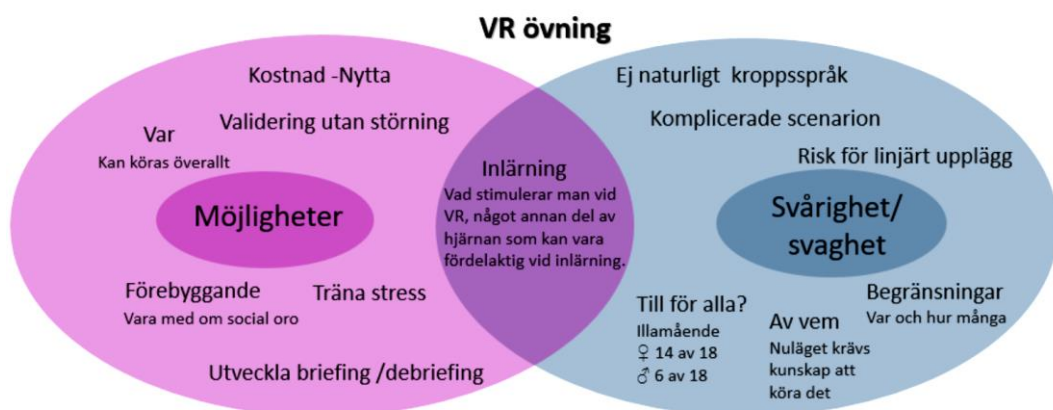 VR övning
Kostnad -Nytta
Validering utan störning
Var
Kan köras överallt
Möjligheter
Förebyggande
Vara med om social oro
Träna stress
Utveckla briefing /debriefing
Inlärning
Vad stimulerar man vid
VR, något annan del av
hjärnan som kan vara
fördelaktig vid inlärning.
Ej naturligt kroppsspråk
Komplicerade scenarion
Risk för linjärt upplägg
Svårighet/
svaghet
Till för alla?
Illamående
♀ 14 av 18
♂ 6 av 18
Av vem
Nuläget krävs
kunskap att
köra det
Begränsningar
Var och hur många